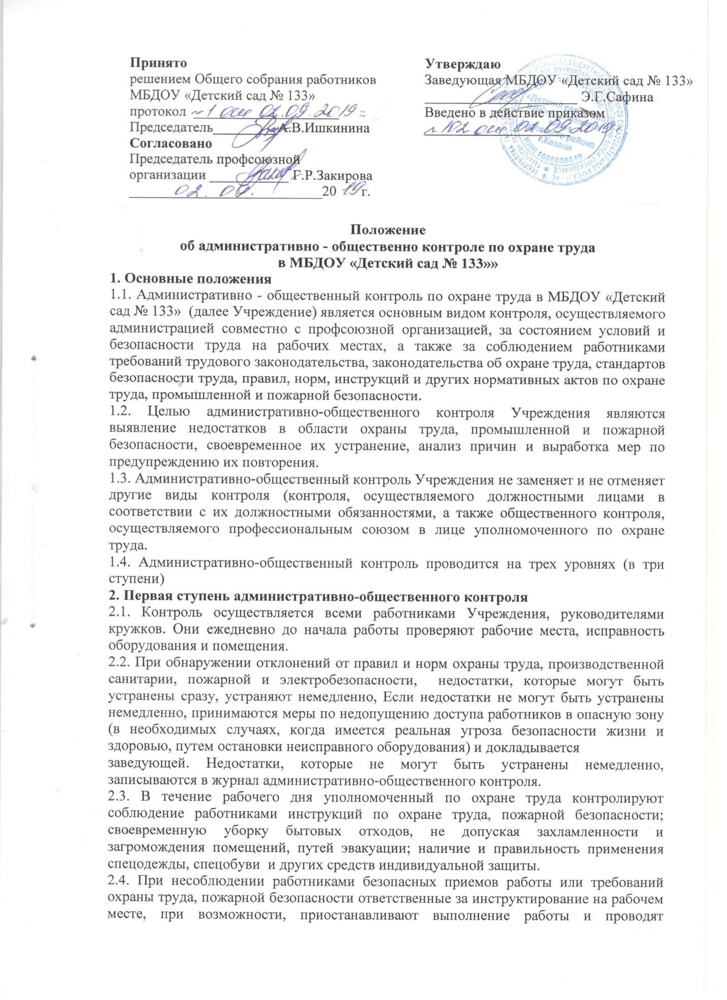 Принято
решением Общего собрания работников
МБДОУ «Детский сад № 133»
протокол №1 от 02.09.2019 г
Председатель__________А.В.Ишкинина
Согласовано
Председатель профсоюзной
организации ____________ Г.Р.Закирова
02. 09. 20 19 г.
Утверждаю
Заведующая МБДОУ «Детский сад № 133»
______________________ Э.Г.Сафина
Введено в действие приказом
№102 от 02.09.2019г
района
г.Казани
ИНН 1656088949
Положение
об административно - общественно контроле по охране труда
в МБДОУ «Детский сад № 133»»
1. Основные положения
1.1. Административно - общественный контроль по охране труда в МБДОУ «Детский
сад № 133» (далее Учреждение) является основным видом контроля, осуществляемого
администрацией совместно с профсоюзной организацией, за состоянием условий и
безопасности труда на рабочих местах, а также за соблюдением работниками
требований трудового законодательства, законодательства об охране труда, стандартов
безопасности труда, правил, норм, инструкций и других нормативных актов по охране
труда, промышленной и пожарной безопасности.
1.2. Целью административно-общественного контроля Учреждения являются
выявление недостатков в области охраны труда, промышленной и пожарной
безопасности, своевременное их устранение, анализ причин и выработка мер по
предупреждению их повторения.
1.3. Административно-общественный контроль Учреждения не заменяет и не отменяет
другие виды контроля (контроля, осуществляемого должностными лицами в
соответствии с их должностными обязанностями, а также общественного контроля,
осуществляемого профессиональным союзом в лице уполномоченного по охране
труда.
1.4. Административно-общественный контроль проводится на трех уровнях (в три
ступени)
2. Первая ступень административно-общественного контроля
2.1. Контроль осуществляется всеми работниками Учреждения, руководителями
кружков. Они ежедневно до начала работы проверяют рабочие места, исправность
оборудования и помещения.
2.2. При обнаружении отклонений от правил и норм охраны труда, производственной
санитарии, пожарной и электробезопасности, недостатки, которые могут быть
устранены сразу, устраняют немедленно, Если недостатки не могут быть устранены
немедленно, принимаются меры по недопущению доступа работников в опасную зону
(в необходимых случаях, когда имеется реальная угроза безопасности жизни и
здоровью, путем остановки неисправного оборудования) и докладывается
заведующей. Недостатки, которые не могут быть устранены немедленно,
записываются в журнал административно-общественного контроля.
2.3. В течение рабочего дня уполномоченный по охране труда контролируют
соблюдение работниками инструкций по охране труда, пожарной безопасности;
своевременную уборку бытовых отходов, не допуская захламленности и
загромождения помещений, путей эвакуации; наличие и правильность применения
спецодежды, спецобуви и других средств индивидуальной защиты.
2.4. При несоблюдении работниками безопасных приемов работы или требований
охраны труда, пожарной безопасности ответственные за инструктирование на рабочем
месте, при возможности, приостанавливают выполнение работы и проводят